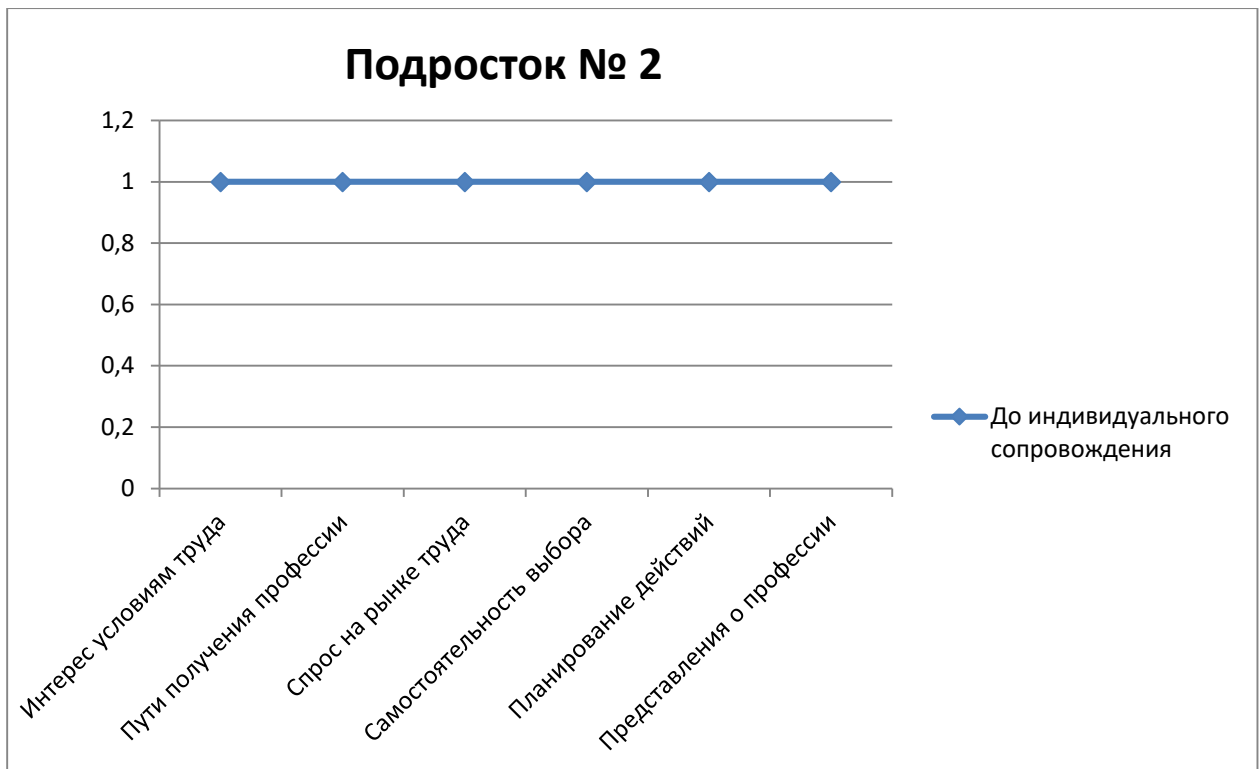 Подросток № 2
1,2
1
0,8
0,6
0,4
0,2
0
Интерес условиям труда
Пути получения профессии
Спрос на рынке труда
Самостоятельность выбора
Планирование действий
Представления о профессии
До индивидуального
сопровождения